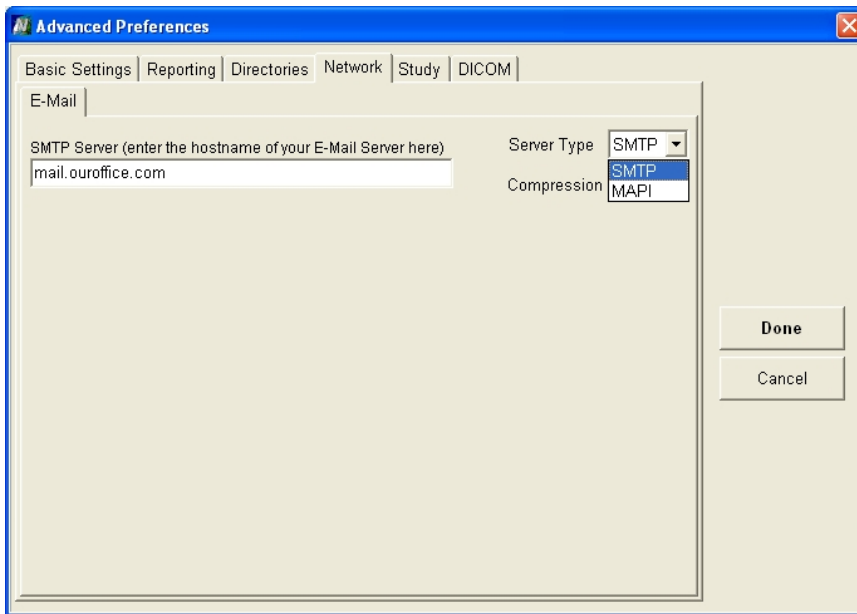 Advanced Preferences
Basic Settings Reporting Directories Network Study DICOM
E-Mail
SMTP Server (enter the hostname of your E-Mail Server here)
mail.ouroffice.com
Server Type SMTP
SMTP
MAPI
Compression
Done
Cancel